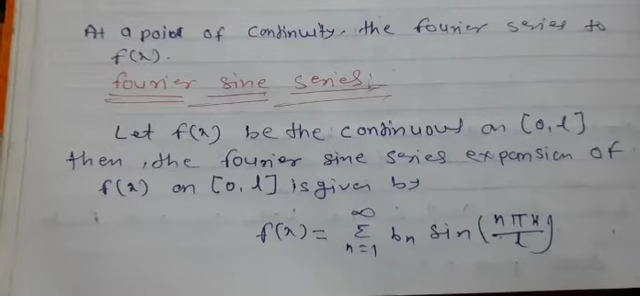 At a point of continuity, the fourier series to
f(x).
fourier sine series:
Let f(x) be the continuous on [0, l]
then, the fourier sine series expansion of
f(x) on [0, l] is given by
f(x) = ∞ Σ n=1 bn sin(nπx/l)